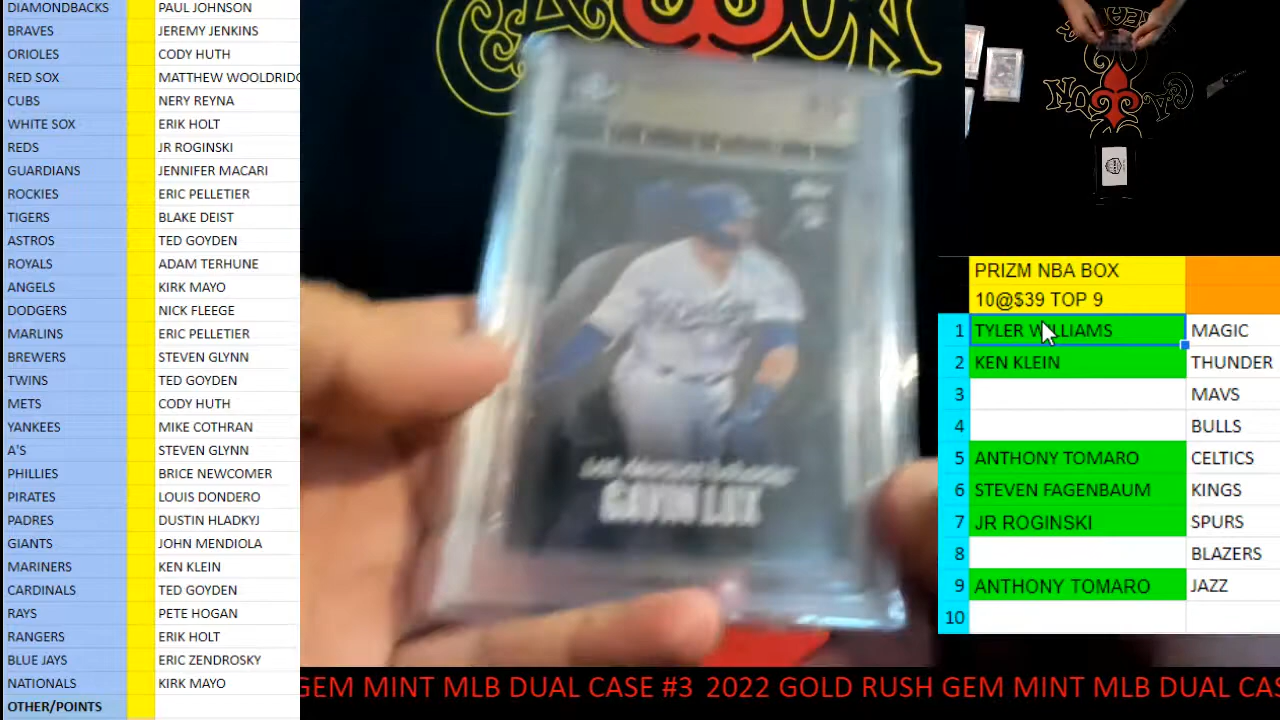 DIAMONDBACKS PAUL JOHNSON
BRAVES JEREMY JENKINS
ORIOLES CODY HUTH
RED SOX MATTHEW WOOLDRIDG
CUBS NERY REYNA
WHITE SOX ERIK HOLT
REDS JR ROGINSKI
GUARDIANS JENNIFER MACARI
ROCKIES ERIC PELLETIER
TIGERS BLAKE DEIST
ASTROS TED GOYDEN
ROYALS ADAM TERHUNE
ANGELS KIRK MAYO
DODGERS NICK FLEEGE
MARLINS ERIC PELLETIER
BREWERS STEVEN GLYNN
TWINS TED GOYDEN
METS CODY HUTH
YANKEES MIKE COTHRAN
A'S STEVEN GLYNN
PHILLIES BRICE NEWCOMER
PIRATES LOUIS DONDERO
PADRES DUSTIN HLADKYJ
GIANTS JOHN MENDIOLA
MARINERS KEN KLEIN
CARDINALS TED GOYDEN
RAYS PETE HOGAN
RANGERS ERIK HOLT
BLUE JAYS ERIC ZENDROSKY
NATIONALS KIRK MAYO
OTHER/POINTS
Los Angeles Dodgers
GAVIN LUX
PRIZM NBA BOX
10@$39 TOP 9
1 TYLER WILLIAMS MAGIC
2 KEN KLEIN THUNDER
3 MAVS
4 BULLS
5 ANTHONY TOMARO CELTICS
6 STEVEN FAGENBAUM KINGS
7 JR ROGINSKI SPURS
8 BLAZERS
9 ANTHONY TOMARO JAZZ
10
GEM MINT MLB DUAL CASE #3 2022 GOLD RUSH GEM MINT MLB DUAL CAS